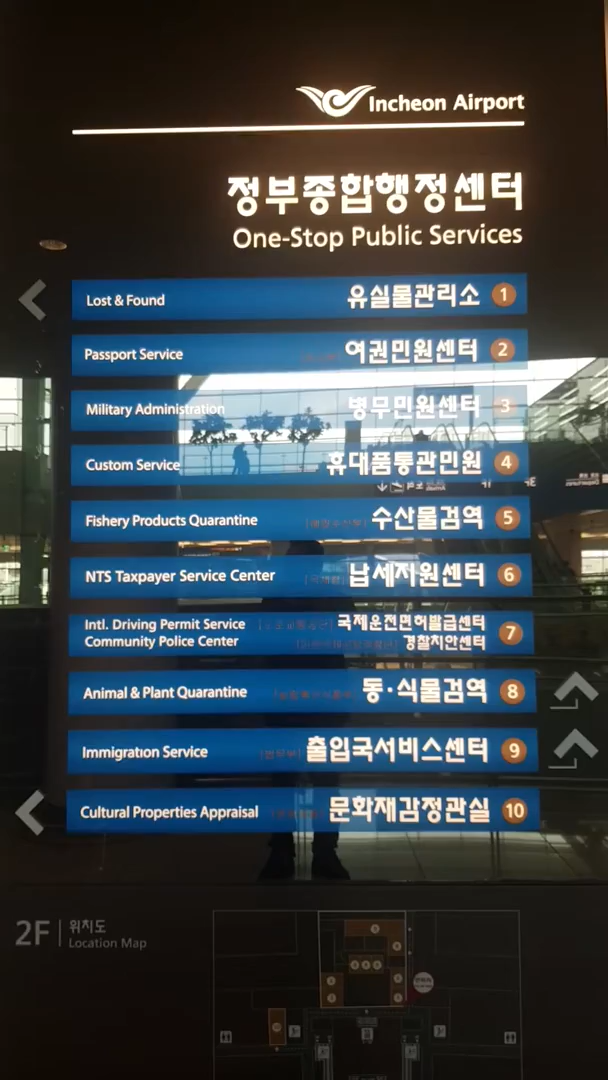 Incheon Airport
정부종합행정센터
One-Stop Public Services
Lost & Found 유실물관리소 1
Passport Service 여권민원센터 2
Military Administration 병무민원센터 3
Custom Service 휴대품통관민원 4
Fishery Products Quarantine 수산물검역 5
NTS Taxpayer Service Center 납세지원센터 6
Intl. Driving Permit Service 국제운전면허발급센터 7
Community Police Center 경찰치안센터
Animal & Plant Quarantine 동·식물검역 8
Immigration Service 출입국서비스센터 9
Cultural Properties Appraisal 문화재감정관실 10
2F 위치도
Location Map